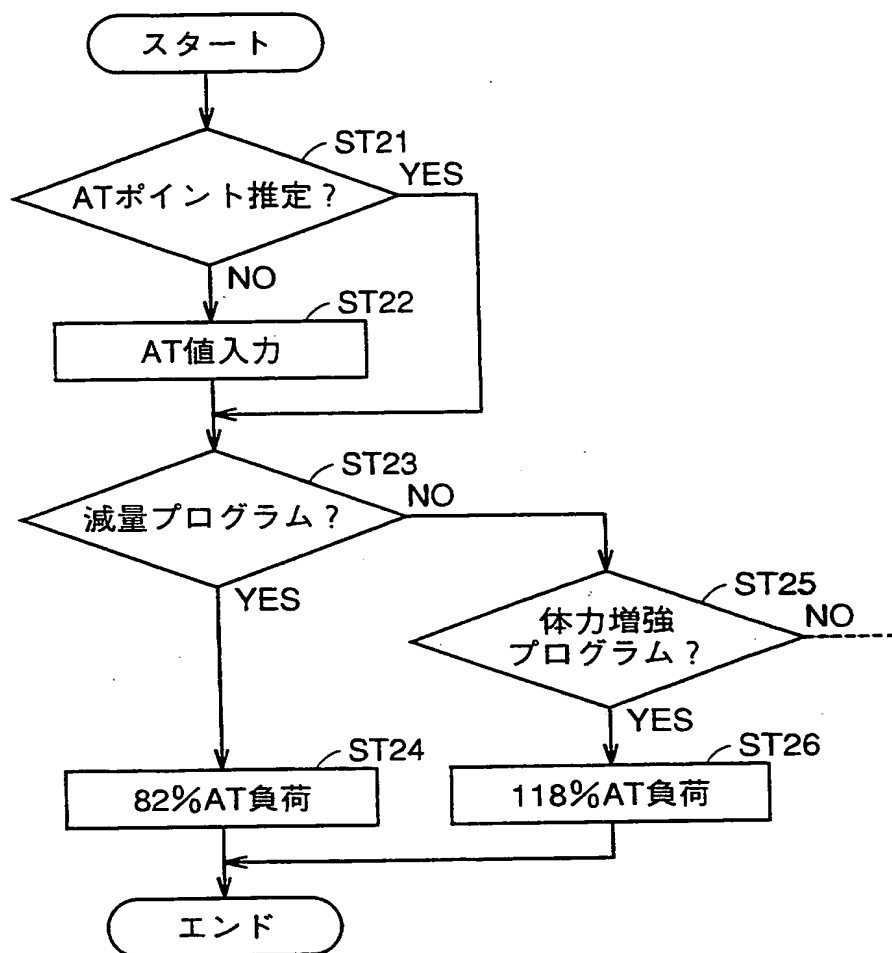 スタート
ST21
ATポイント推定?
YES
NO
ST22
AT値入力
ST23
減量プログラム?
NO
YES
ST25
体力増強
プログラム?
NO
YES
ST24
82%AT負荷
ST26
118%AT負荷
エンド